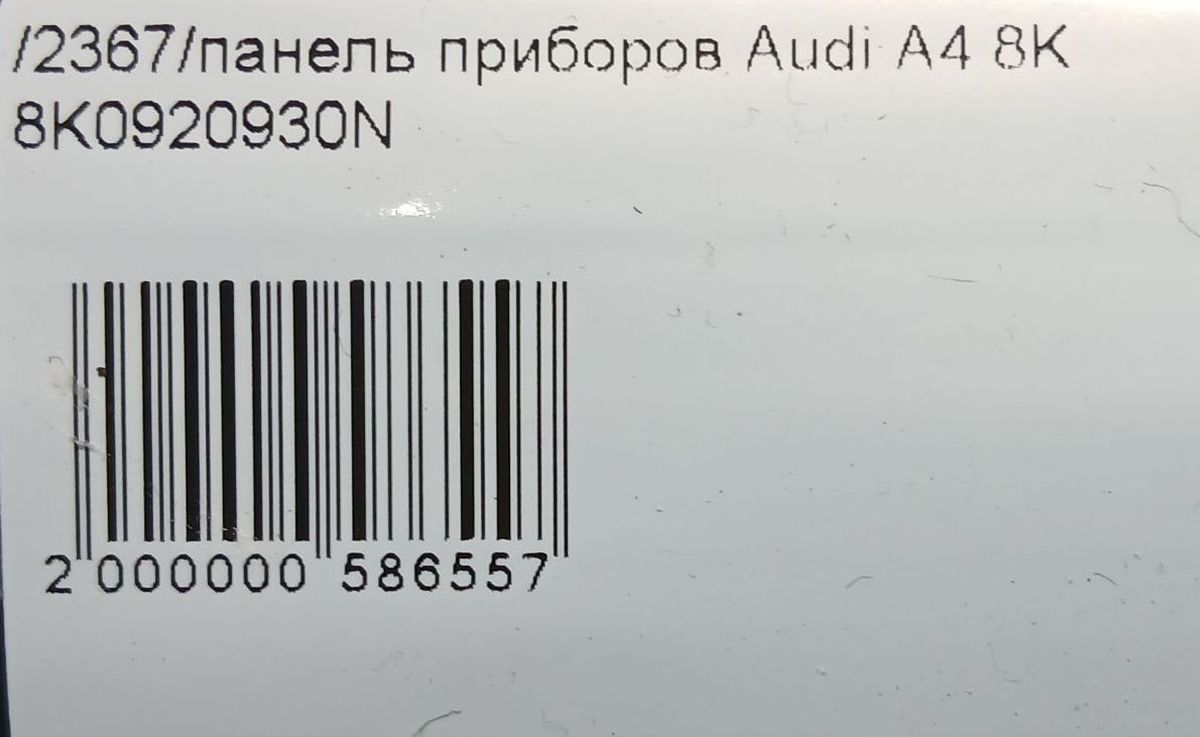 /2367/панель приборов Audi A4 8K
8K0920930N
2 000000 586557